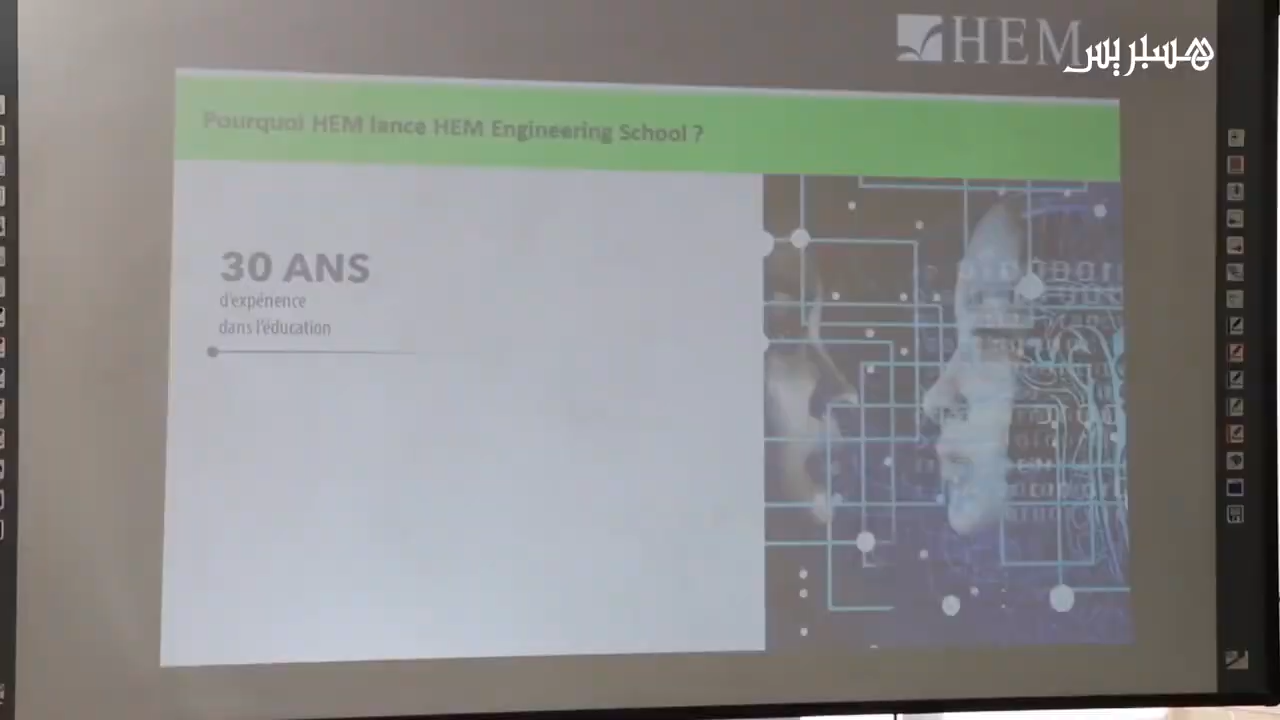 HEM
هسبريس
Pourquoi HEM lance HEM Engineering School ?
30 ANS
d'expérience
dans l'éducation